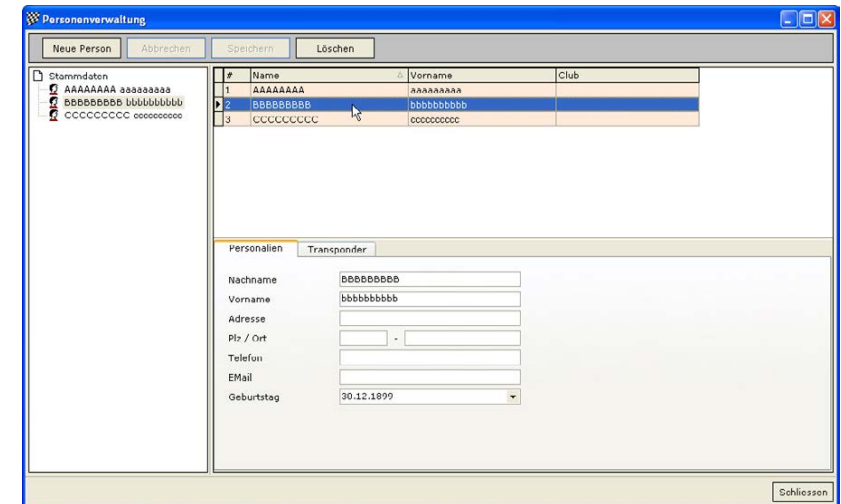 Personenverwaltung
Neue Person Abbrechen Speichern Löschen
Stammdaten
AAAAAAAA aaaaaaaaa
BBBBBBBBB bbbbbbbbbb
CCCCCCCCC cccccccccc
# Name Vorname Club
1 AAAAAAAA aaaaaaaaa
2 BBBBBBBBB bbbbbbbbbb
3 CCCCCCCCC cccccccccc
Personalien Transponder
Nachname BBBBBBBBB
Vorname bbbbbbbbbb
Adresse
Plz / Ort -
Telefon
EMail
Geburtstag 30.12.1899
Schliessen